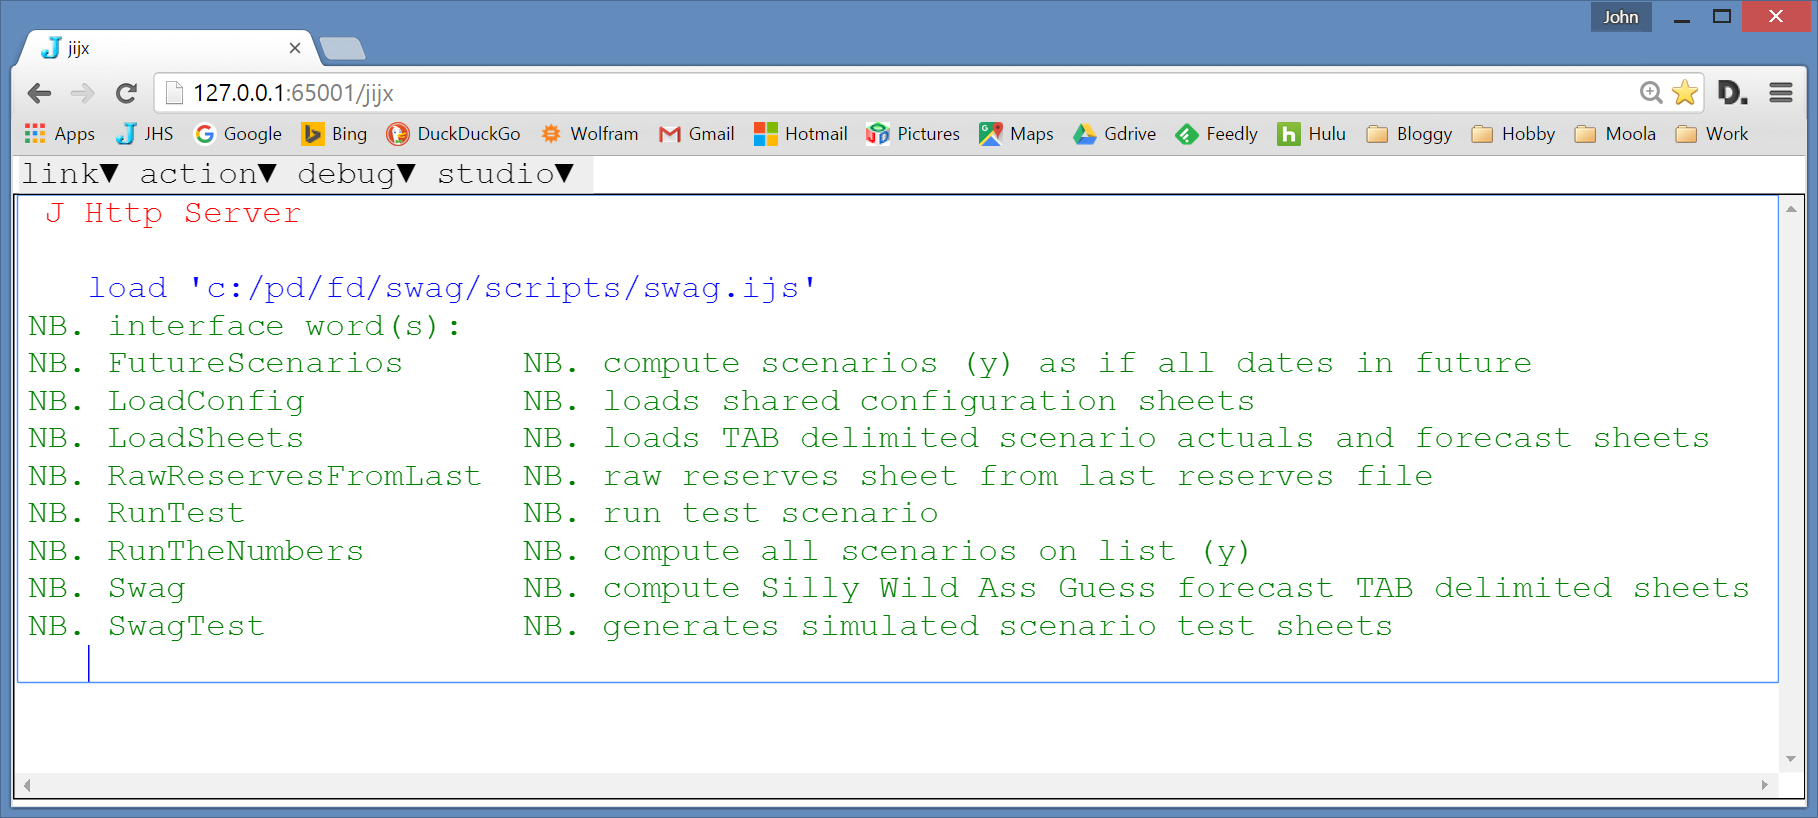 John
jijx
127.0.0.1:65001/jijx
D.
Apps JHS Google Bing DuckDuckGo Wolfram Gmail Hotmail Pictures Maps Gdrive Feedly Hulu Bloggy Hobby Moola Work
link▼ action▼ debug▼ studio▼
J Http Server
load 'c:/pd/fd/swag/scripts/swag.ijs'
NB. interface word(s):
NB. FutureScenarios NB. compute scenarios (y) as if all dates in future
NB. LoadConfig NB. loads shared configuration sheets
NB. LoadSheets NB. loads TAB delimited scenario actuals and forecast sheets
NB. RawReservesFromLast NB. raw reserves sheet from last reserves file
NB. RunTest NB. run test scenario
NB. RunTheNumbers NB. compute all scenarios on list (y)
NB. Swag NB. compute Silly Wild Ass Guess forecast TAB delimited sheets
NB. SwagTest NB. generates simulated scenario test sheets